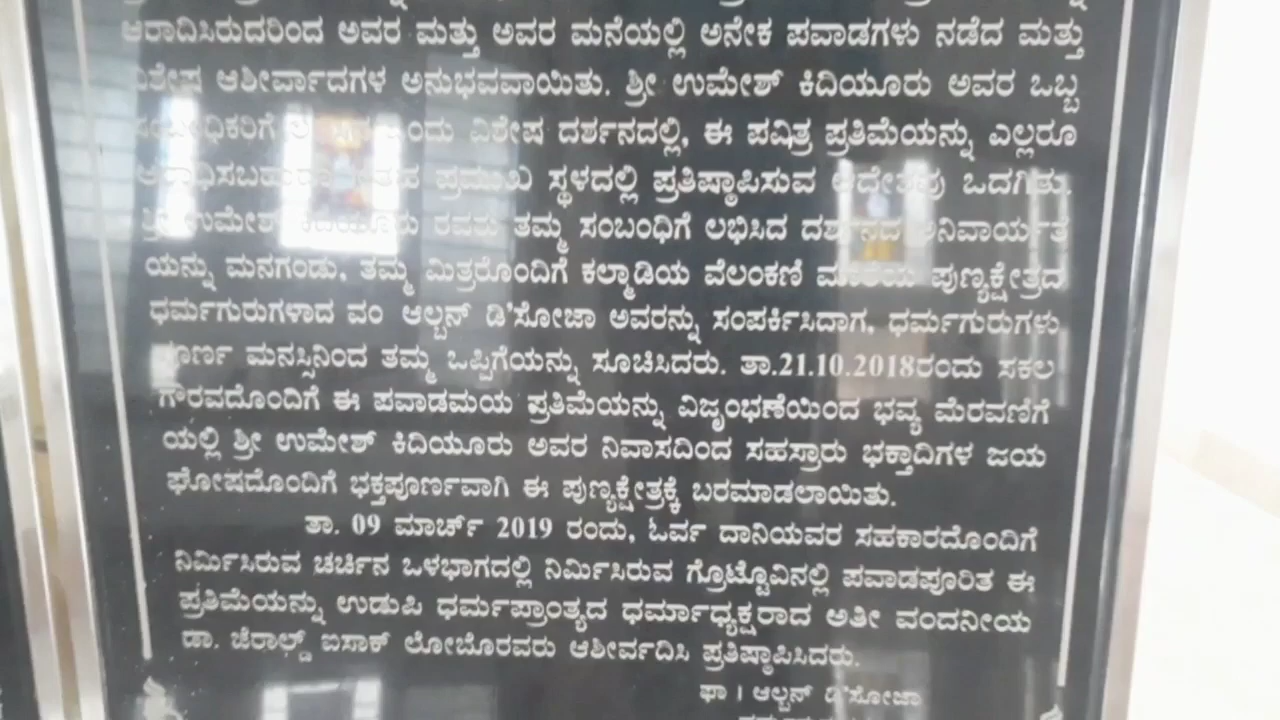 ಆರಾದಿಸಿರುದರಿಂದ ಅವರ ಮತ್ತು ಅವರ ಮನೆಯಲ್ಲಿ ಅನೇಕ ಪವಾಡಗಳು ನಡೆದ ಮತ್ತು
ವಿಶೇಷ ಆಶೀರ್ವಾದಗಳ ಅನುಭವವಾಯಿತು. ಶ್ರೀ ಉಮೇಶ್ ಕಿದಿಯೂರು ಅವರ ಒಬ್ಬ
ವಿಶೇಷ ದರ್ಶನದಲ್ಲಿ, ಈ ಪವಿತ್ರ ಪ್ರತಿಮೆಯನ್ನು ಎಲ್ಲರೂ
ಪ್ರಮುಖ ಸ್ಥಳದಲ್ಲಿ ಪ್ರತಿಷ್ಠಾಪಿಸುವ ಒದಗಿತು.
ಶ್ರೀ ಉಮೇಶ್ ಕಿದಿಯೂರು ರವರು ತಮ್ಮ ಸಂಬಂಧಿಗೆ ಲಭಿಸಿದ ದರ್ಶನದ ಅನಿವಾರ್ಯತೆ
ಯನ್ನು ಮನಗಂಡು, ತಮ್ಮ ಮಿತ್ರರೊಂದಿಗೆ ಕಲ್ಮಾಡಿಯ ವೆಲಂಕಣಿ ಪುಣ್ಯಕ್ಷೇತ್ರದ
ಧರ್ಮಗುರುಗಳಾದ ವಂ ಆಲ್ಬನ್ ಡಿ'ಸೋಜಾ ಅವರನ್ನು ಸಂಪರ್ಕಿಸಿದಾಗ, ಧರ್ಮಗುರುಗಳು
ಪೂರ್ಣ ಮನಸ್ಸಿನಿಂದ ತಮ್ಮ ಒಪ್ಪಿಗೆಯನ್ನು ಸೂಚಿಸಿದರು. ತಾ.21.10.2018ರಂದು ಸಕಲ
ಗೌರವದೊಂದಿಗೆ ಈ ಪವಾಡಮಯ ಪ್ರತಿಮೆಯನ್ನು ವಿಜೃಂಭಣೆಯಿಂದ ಭವ್ಯ ಮೆರವಣಿಗೆ
ಯಲ್ಲಿ ಶ್ರೀ ಉಮೇಶ್ ಕಿದಿಯೂರು ಅವರ ನಿವಾಸದಿಂದ ಸಹಸ್ರಾರು ಭಕ್ತಾದಿಗಳ ಜಯ
ಘೋಷದೊಂದಿಗೆ ಭಕ್ತಪೂರ್ಣವಾಗಿ ಈ ಪುಣ್ಯಕ್ಷೇತ್ರಕ್ಕೆ ಬರಮಾಡಲಾಯಿತು.
ತಾ. 09 ಮಾರ್ಚ್ 2019 ರಂದು, ಓರ್ವ ದಾನಿಯವರ ಸಹಕಾರದೊಂದಿಗೆ
ನಿರ್ಮಿಸಿರುವ ಚರ್ಚಿನ ಒಳಭಾಗದಲ್ಲಿ ನಿರ್ಮಿಸಿರುವ ಗ್ರೊಟ್ಟೊವಿನಲ್ಲಿ ಪವಾಡಪೂರಿತ ಈ
ಪ್ರತಿಮೆಯನ್ನು ಉಡುಪಿ ಧರ್ಮಪ್ರಾಂತ್ಯದ ಧರ್ಮಾಧ್ಯಕ್ಷರಾದ ಅತೀ ವಂದನೀಯ
ಡಾ. ಜೆರಾಲ್ಡ್ ಐಸಾಕ್ ಲೋಬೊರವರು ಆಶೀರ್ವದಿಸಿ ಪ್ರತಿಷ್ಠಾಪಿಸಿದರು.
ಫಾ । ಆಲ್ಬನ್ ಡಿ'ಸೋಜಾ